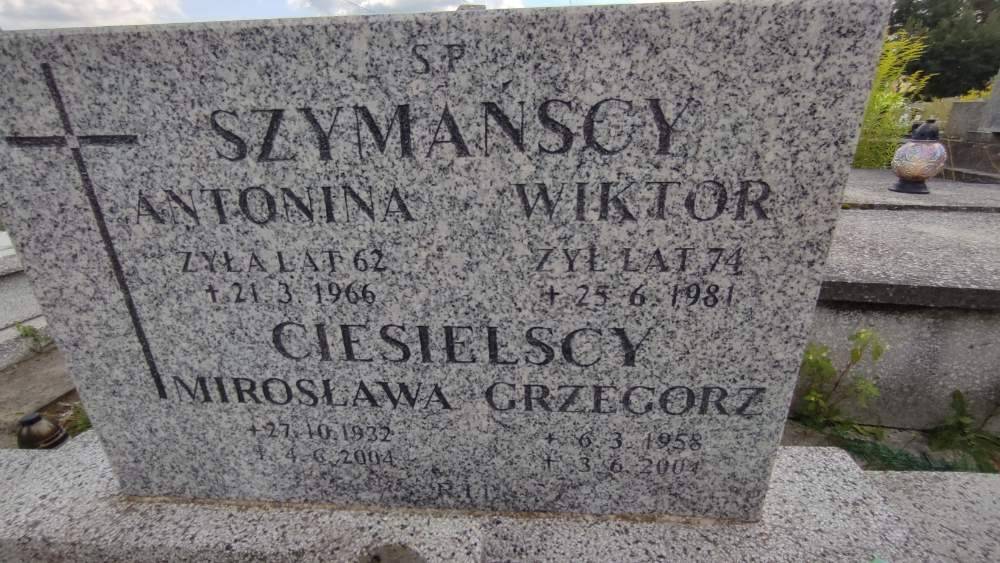 S P
SZYMAŃSCY
ANTONINA WIKTOR
ŻYŁA LAT 62 ŻYŁ LAT 74
+ 21 3. 1966 + 25 6 1981
CIESIELSCY
MIROSŁAWA GRZEGORZ
+27.10.1932 + 6 3. 1958
+ 4-6.2004 + 3.6.2004